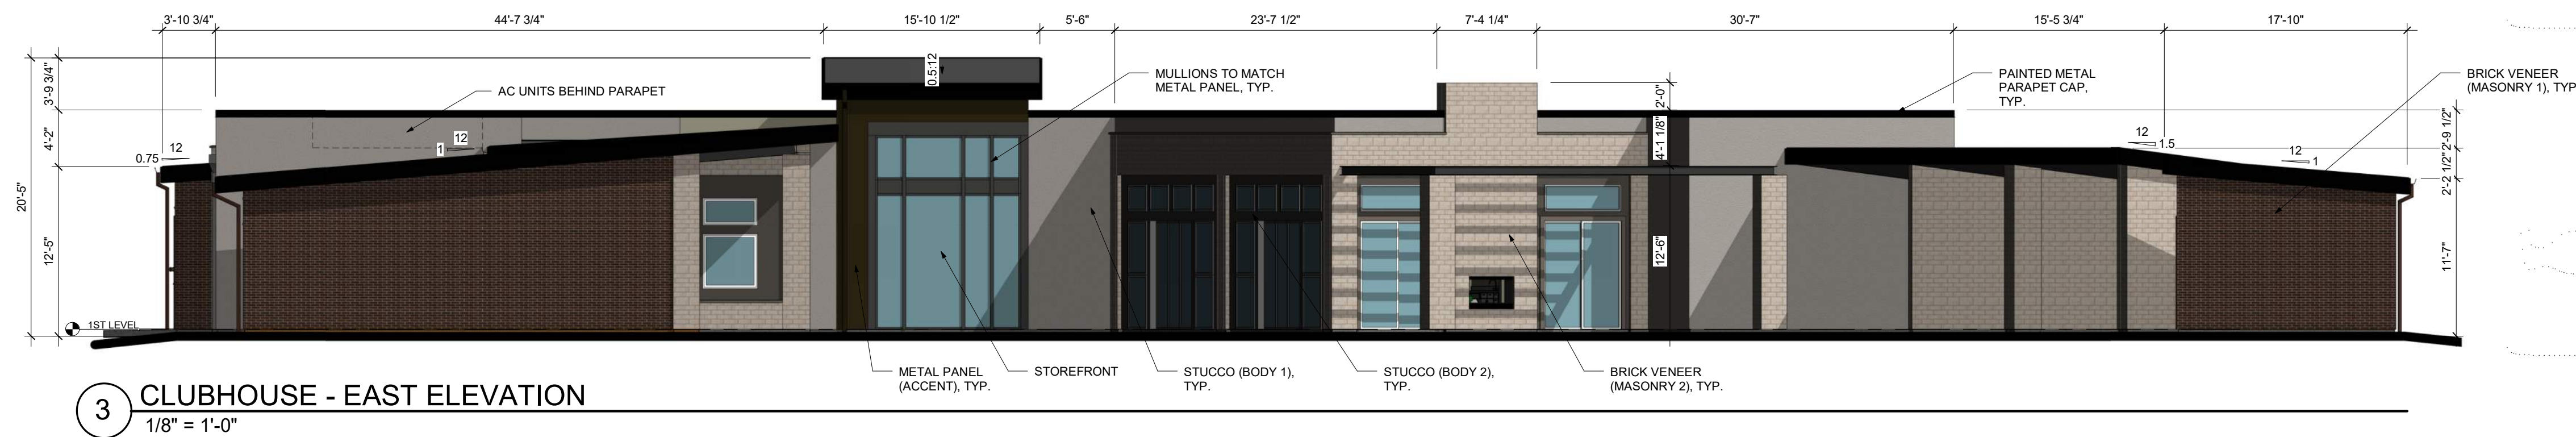 3'-10 3/4"
44'-7 3/4"
15'-10 1/2"
5'-6"
23'-7 1/2"
7'-4 1/4"
30'-7"
15'-5 3/4"
17'-10"
20'-5"
3'-9 3/4"
4'-2"
12'-5"
0.5:12
2'-0"
4'-1 1/8"
12'-6"
2'-9 1/2"
2'-2 1/2"
11'-7"
AC UNITS BEHIND PARAPET
MULLIONS TO MATCH
METAL PANEL, TYP.
PAINTED METAL
PARAPET CAP,
TYP.
BRICK VENEER
(MASONRY 1), TYP
12
0.75
12
1
12
1.5
12
1
1ST LEVEL
METAL PANEL
(ACCENT), TYP.
STOREFRONT
STUCCO (BODY 1),
TYP.
STUCCO (BODY 2),
TYP.
BRICK VENEER
(MASONRY 2), TYP.
3
CLUBHOUSE - EAST ELEVATION
1/8" = 1'-0"